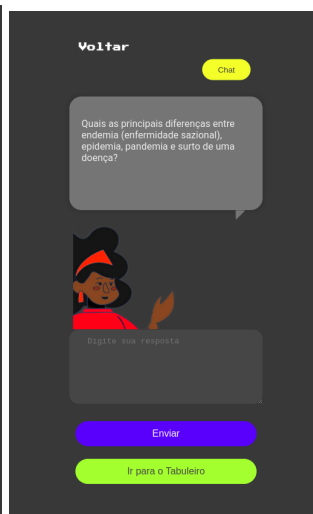 Voltar
Chat
Quais as principais diferenças entre
endemia (enfermidade sazional),
epidemia, pandemia e surto de uma
doença?
Digite sua resposta
Enviar
Ir para o Tabuleiro